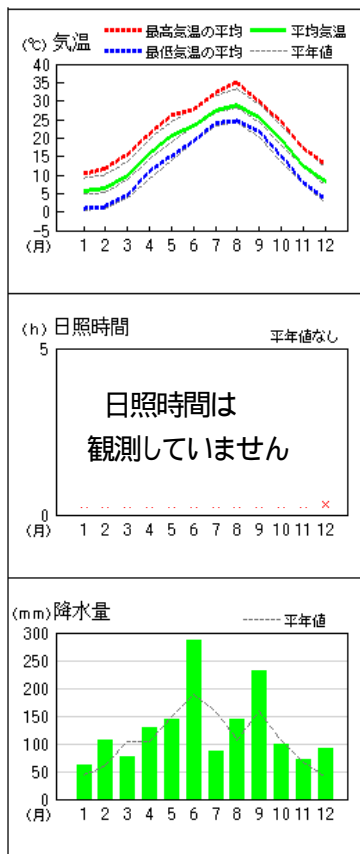 (℃) 気温
最高気温の平均 平均気温
最低気温の平均 平年値
40
35
30
25
20
15
10
5
0
-5
(月) 1 2 3 4 5 6 7 8 9 10 11 12
(h) 日照時間
平年値なし
5
日照時間は
観測していません
0
(月) 1 2 3 4 5 6 7 8 9 10 11 12
(mm) 降水量
平年値
300
250
200
150
100
50
0
(月) 1 2 3 4 5 6 7 8 9 10 11 12